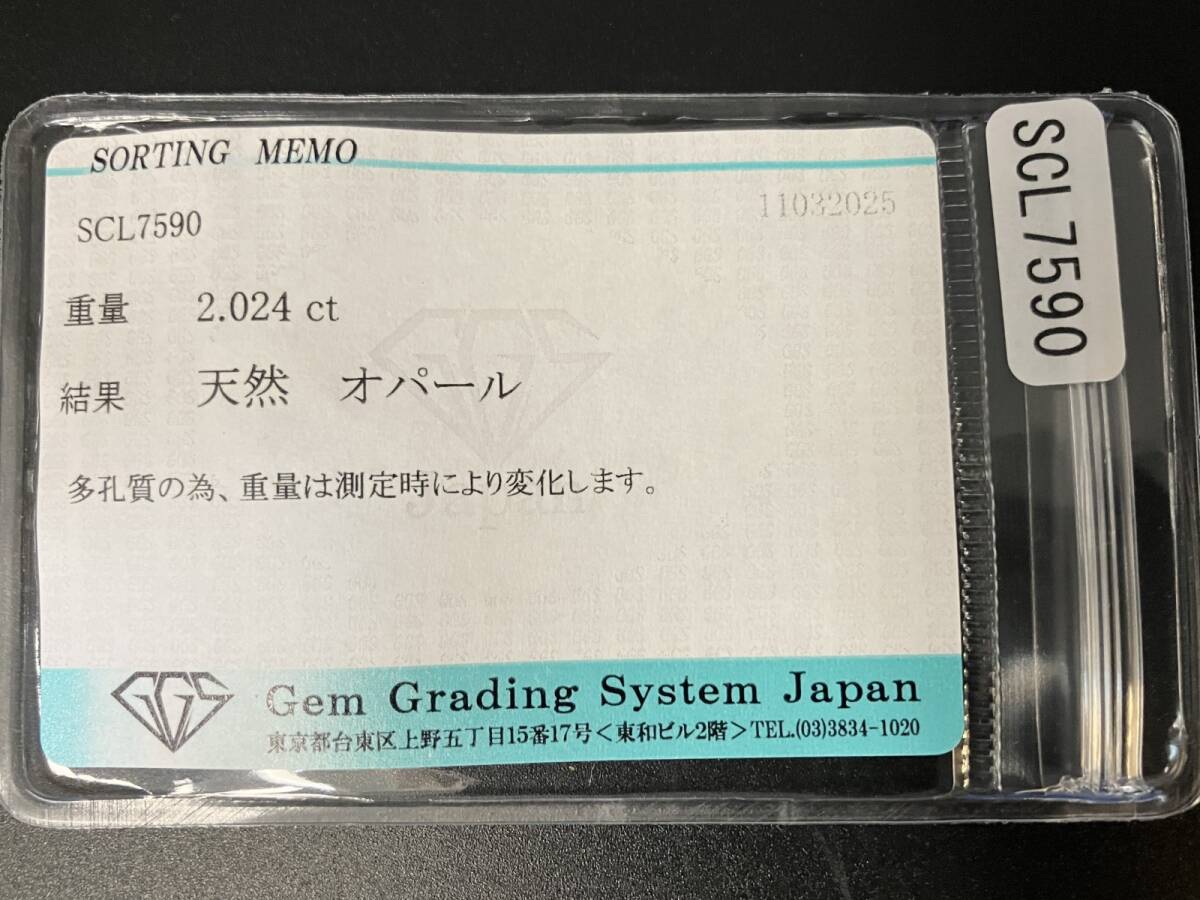 SORTING MEMO
11032025
SCL7590
重量 2.024 ct
結果 天然 オパール
多孔質の為、重量は測定時により変化します。
GGS
Japan
GGS
Gem Grading System Japan
東京都台東区上野五丁目15番17号<東和ビル2階>TEL.(03)3834-1020
SCL7590